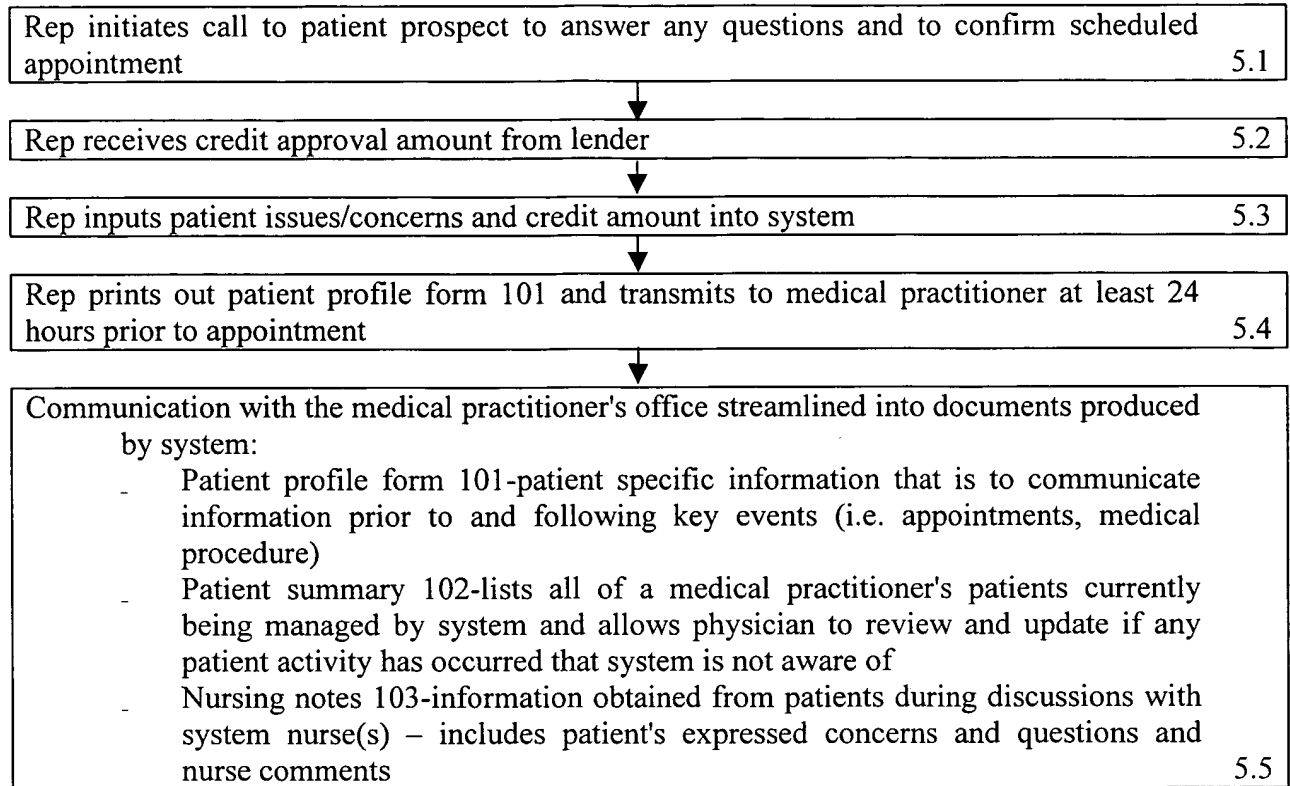 Rep initiates call to patient prospect to answer any questions and to confirm scheduled
appointment 5.1
Rep receives credit approval amount from lender 5.2
Rep inputs patient issues/concerns and credit amount into system 5.3
Rep prints out patient profile form 101 and transmits to medical practitioner at least 24
hours prior to appointment 5.4
Communication with the medical practitioner's office streamlined into documents produced
by system:
- Patient profile form 101-patient specific information that is to communicate
information prior to and following key events (i.e. appointments, medical
procedure)
- Patient summary 102-lists all of a medical practitioner's patients currently
being managed by system and allows physician to review and update if any
patient activity has occurred that system is not aware of
- Nursing notes 103-information obtained from patients during discussions with
system nurse(s) – includes patient's expressed concerns and questions and
nurse comments 5.5